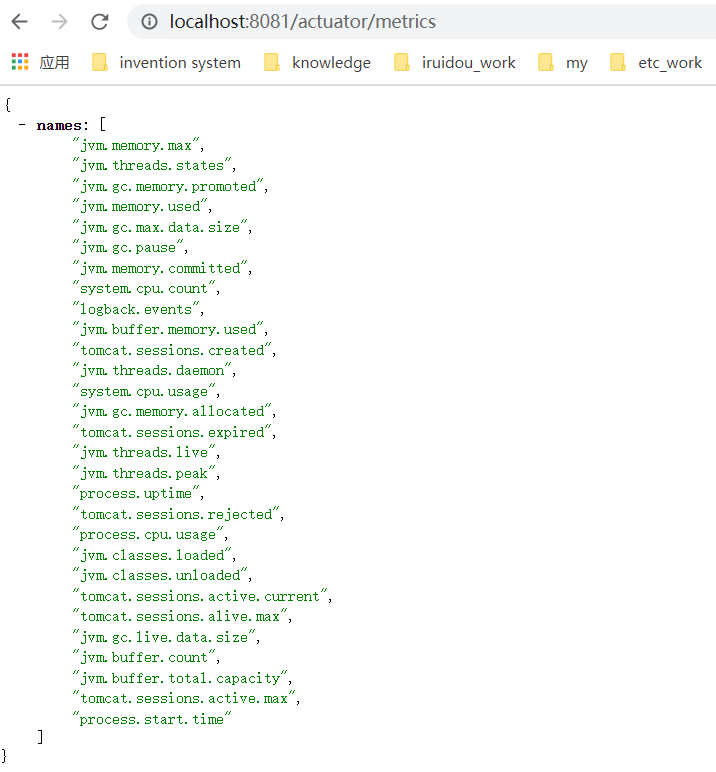 localhost:8081/actuator/metrics
应用 invention system knowledge iruidou_work my etc_work
{
- names: [
"jvm.memory.max",
"jvm.threads.states",
"jvm.gc.memory.promoted",
"jvm.memory.used",
"jvm.gc.max.data.size",
"jvm.gc.pause",
"jvm.memory.committed",
"system.cpu.count",
"logback.events",
"jvm.buffer.memory.used",
"tomcat.sessions.created",
"jvm.threads.daemon",
"system.cpu.usage",
"jvm.gc.memory.allocated",
"tomcat.sessions.expired",
"jvm.threads.live",
"jvm.threads.peak",
"process.uptime",
"tomcat.sessions.rejected",
"process.cpu.usage",
"jvm.classes.loaded",
"jvm.classes.unloaded",
"tomcat.sessions.active.current",
"tomcat.sessions.alive.max",
"jvm.gc.live.data.size",
"jvm.buffer.count",
"jvm.buffer.total.capacity",
"tomcat.sessions.active.max",
"process.start.time"
]
}